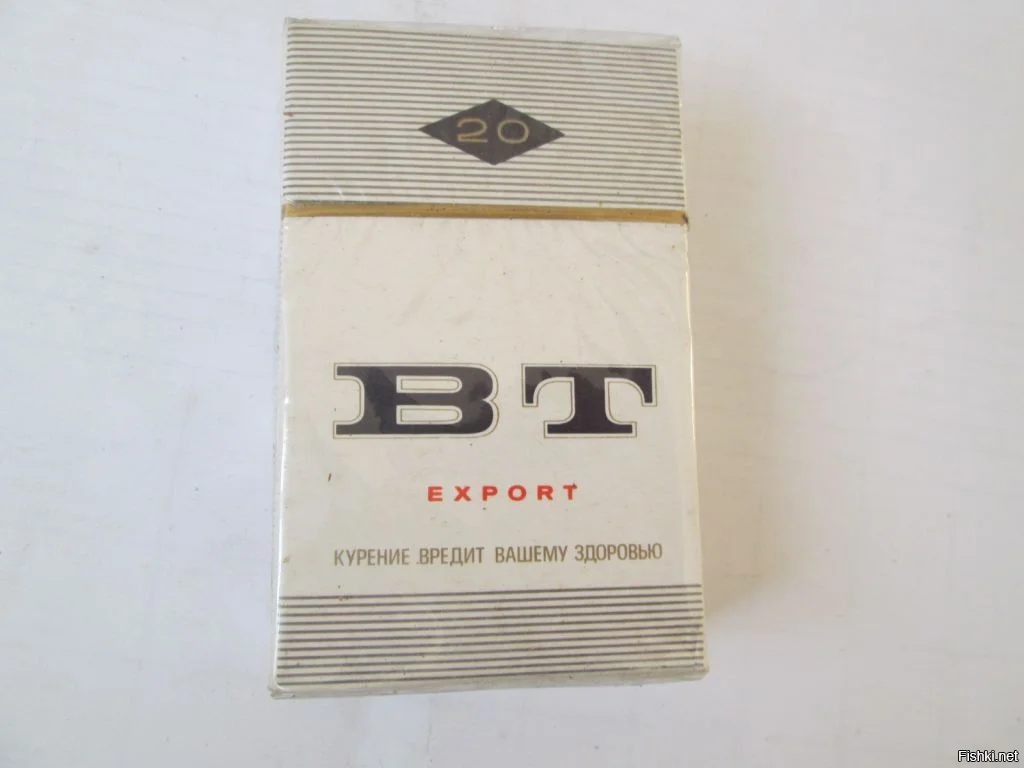 20
BT
EXPORT
КУРЕНИЕ ВРЕДИТ ВАШЕМУ ЗДОРОВЬЮ
Fishki.net